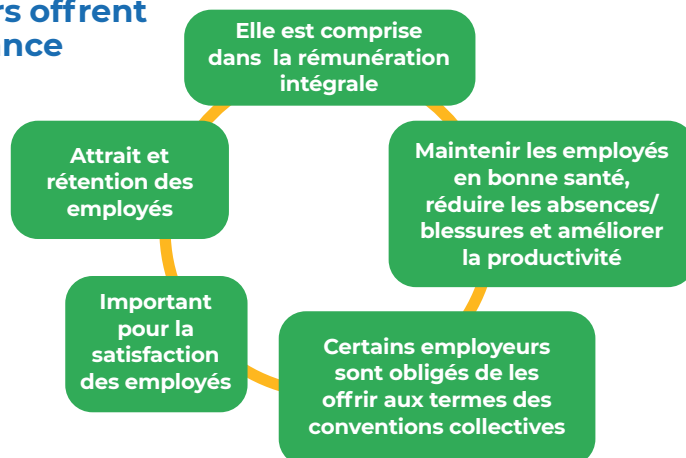 rs offrent
ance
Elle est comprise
dans la rémunération
intégrale
Attrait et
rétention des
employés
Maintenir les employés
en bonne santé,
réduire les absences/
blessures et améliorer
la productivité
Important
pour la
satisfaction
des employés
Certains employeurs
sont obligés de les
offrir aux termes des
conventions collectives